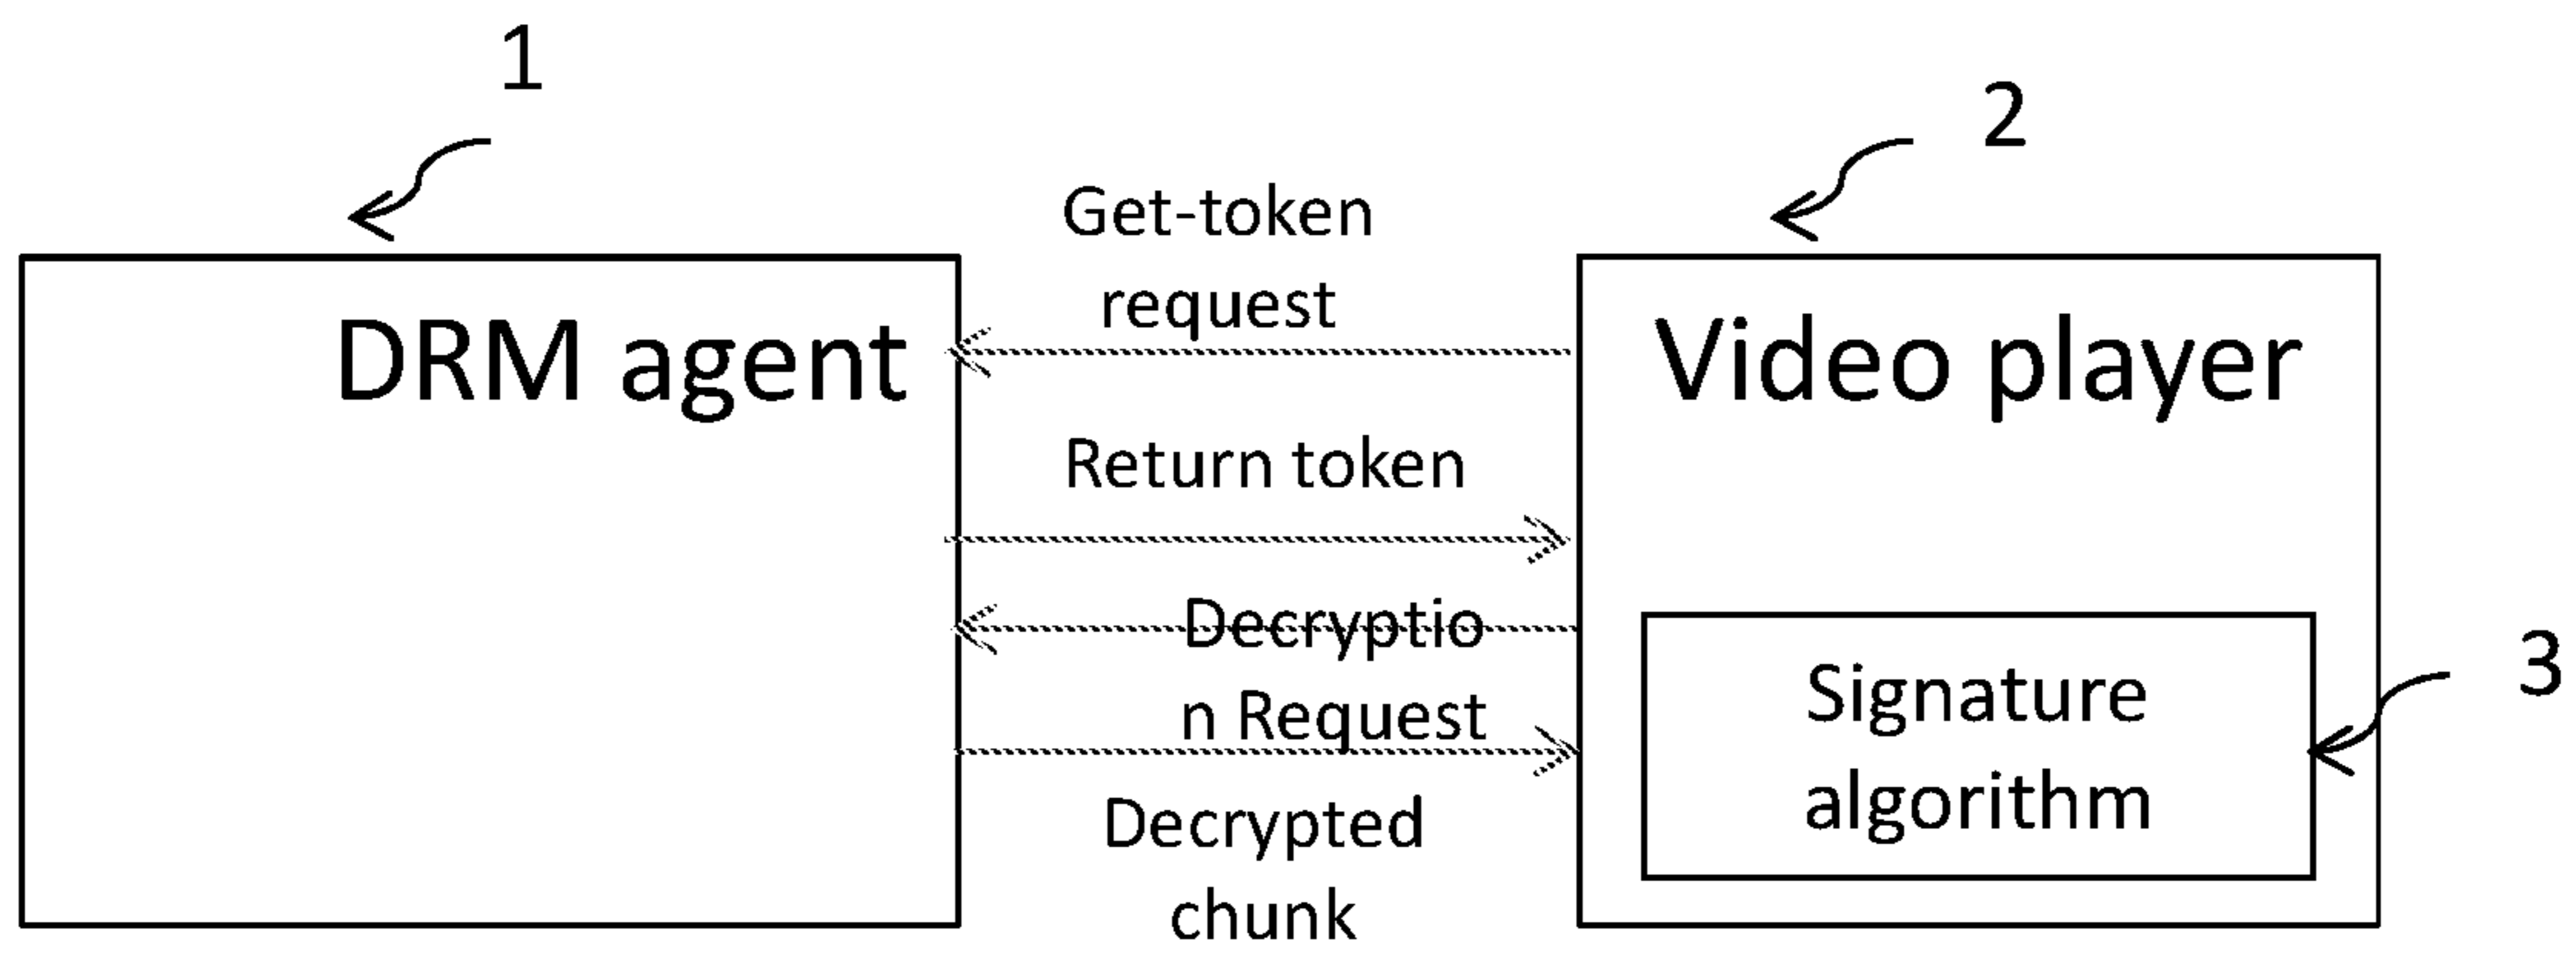 1
2
Get-token
request
DRM agent
Video player
Return token
Decryptio
n Request
Signature
algorithm
3
Decrypted
chunk